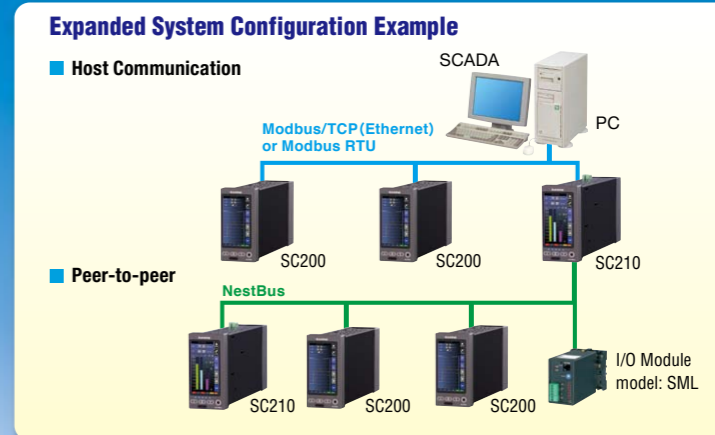 Expanded System Configuration Example
Host Communication
SCADA
PC
Modbus/TCP(Ethernet)
or Modbus RTU
SC200
SC200
SC210
Peer-to-peer
NestBus
SC210
SC200
SC200
I/O Module
model: SML